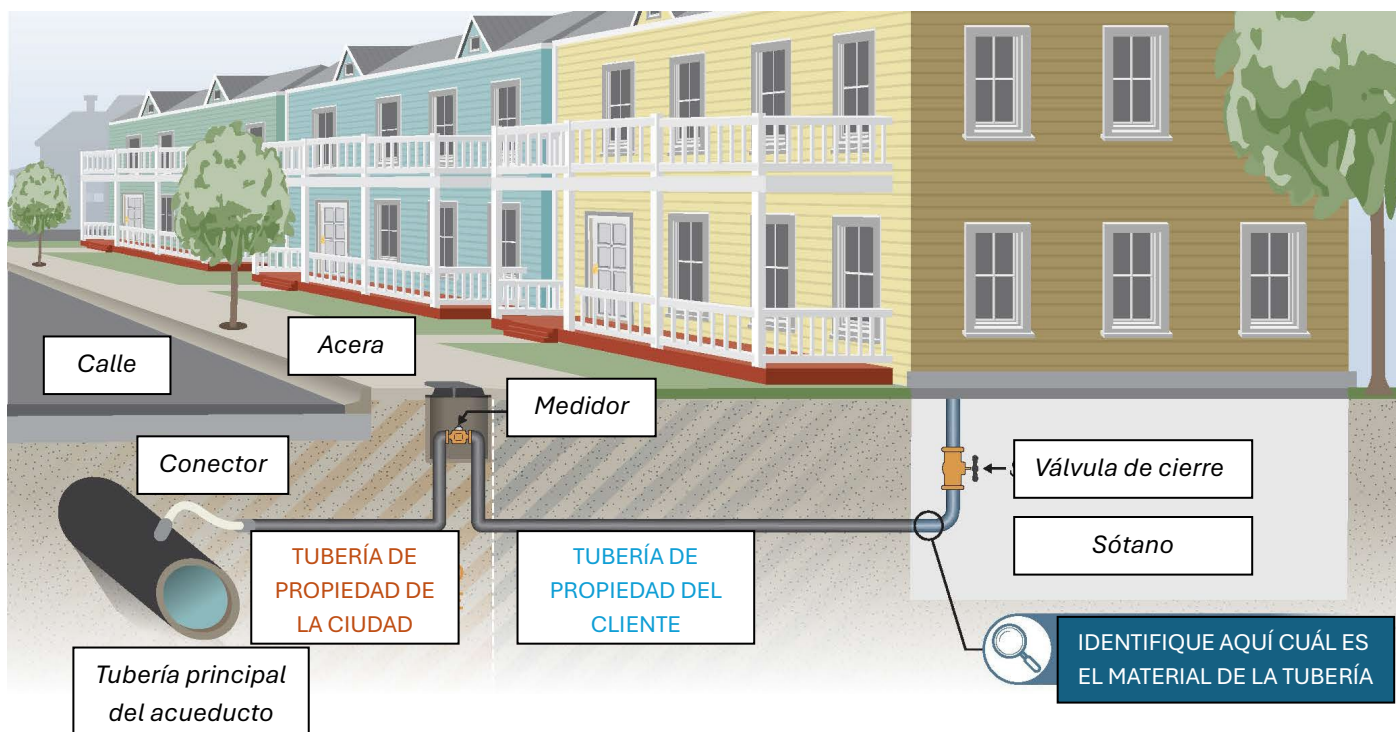 Acera
Calle
Medidor
Conector
Válvula de cierre
Sótano
TUBERÍA DE
PROPIEDAD DE
LA CIUDAD
TUBERÍA DE
PROPIEDAD DEL
CLIENTE
IDENTIFIQUE AQUÍ CUÁL ES
EL MATERIAL DE LA TUBERÍA
Tubería principal
del acueducto